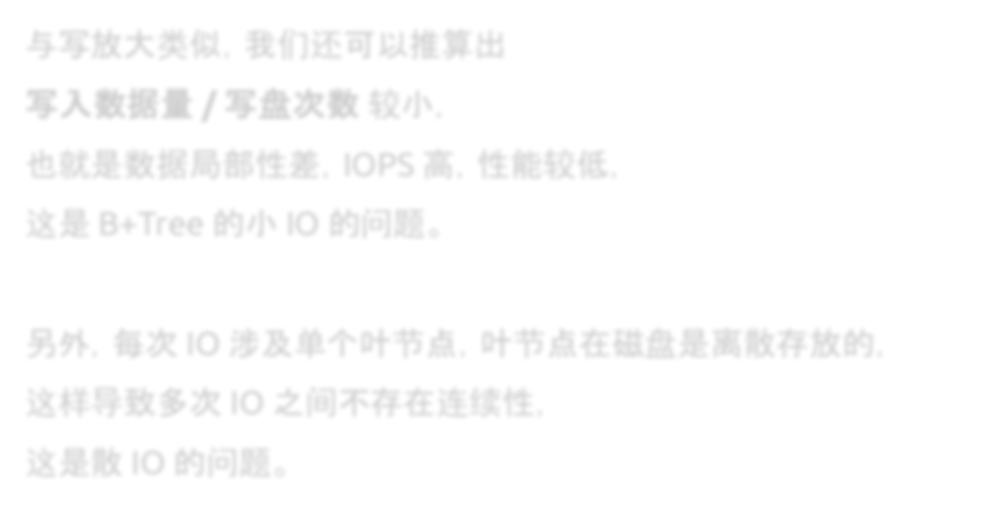 与写放大类似，我们还可以推算出
写入数据量 / 写盘次数 较小，
也就是数据局部性差，IOPS 高，性能较低，
这是 B+Tree 的小 IO 的问题。
另外，每次 IO 涉及单个叶节点，叶节点在磁盘是离散存放的，
这样导致多次 IO 之间不存在连续性，
这是散 IO 的问题。